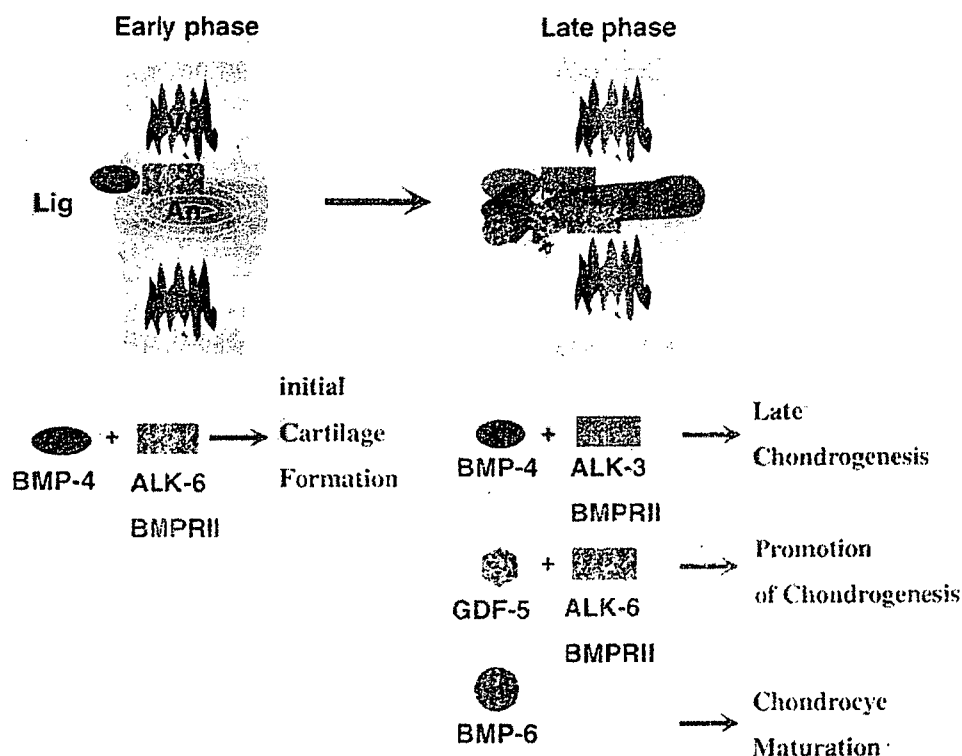 Early phase
Late phase
Lig
An
initial
Cartilage
Formation
BMP-4 + ALK-6
BMPRII
BMP-4 + ALK-3
BMPRII
Late
Chondrogenesis
GDF-5 + ALK-6
BMPRII
Promotion
of Chondrogenesis
BMP-6
Chondrocye
Maturation